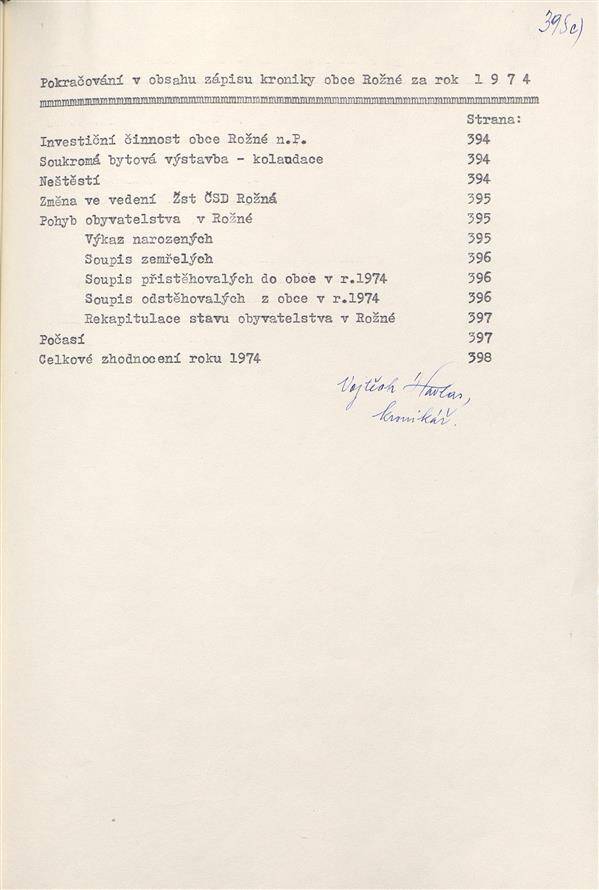 395c)
Pokračování v obsahu zápisu kroniky obce Rožné za rok 1 9 7 4
Strana:
Investiční činnost obce Rožné n.P. 394
Soukromá bytová výstavba - kolaudace 394
Neštěstí 394
Změna ve vedení Žst ČSD Rožná 395
Pohyb obyvatelstva v Rožné 395
Výkaz narozených 395
Soupis zemřelých 396
Soupis přistěhovalých do obce v r.1974 396
Soupis odstěhovalých z obce v r.1974 396
Rekapitulace stavu obyvatelstva v Rožné 397
Počasí 397
Celkové zhodnocení roku 1974 398
Vojtěch
kronikář.